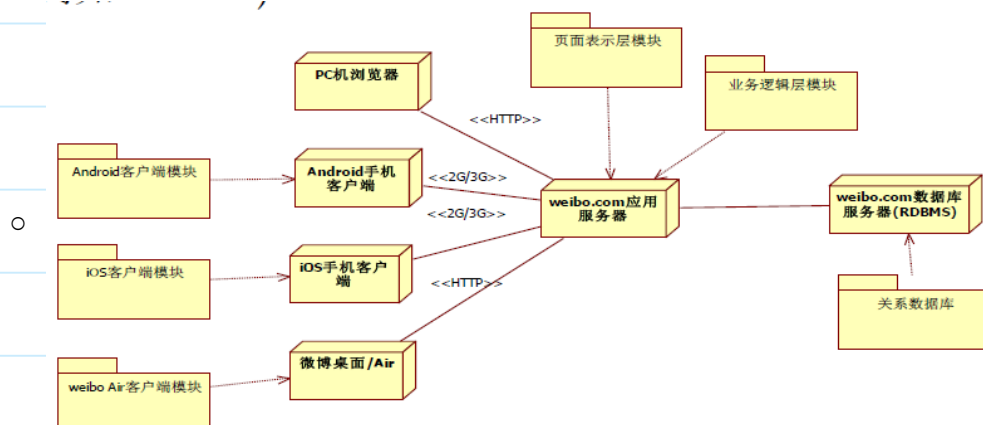 页面表示层模块
PC机浏览器
业务逻辑层模块
<<HTTP>>
Android客户端模块
Android手机
客户端
<<2G/3G>>
weibo.com应用
服务器
weibo.com数据库
服务器(RDBMS)
<<2G/3G>>
iOS客户端模块
iOS手机客户
端
<<HTTP>>
关系数据库
微博桌面/Air
weibo Air客户端模块